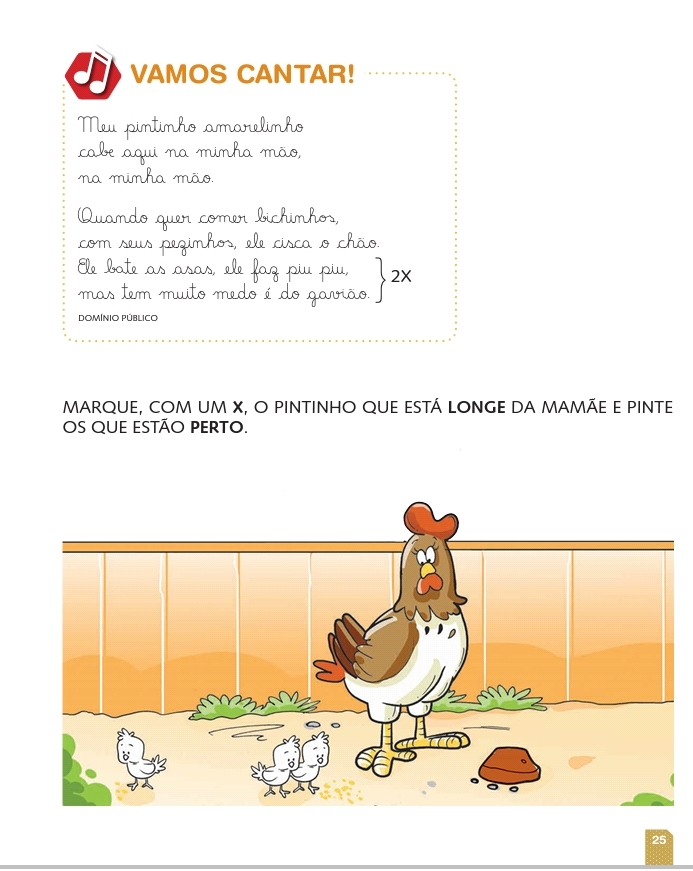 VAMOS CANTAR!
Meu pintinho amarelinho
cabe aqui na minha mão,
na minha mão.
Quando quer comer bichinhos,
com seus pezinhos, ele cisca o chão.
Ele bate as asas, ele faz piu piu,
mas tem muito medo é do gavião.
2X
DOMÍNIO PÚBLICO
MARQUE, COM UM X, O PINTINHO QUE ESTÁ LONGE DA MAMÃE E PINTE
OS QUE ESTÃO PERTO.
25